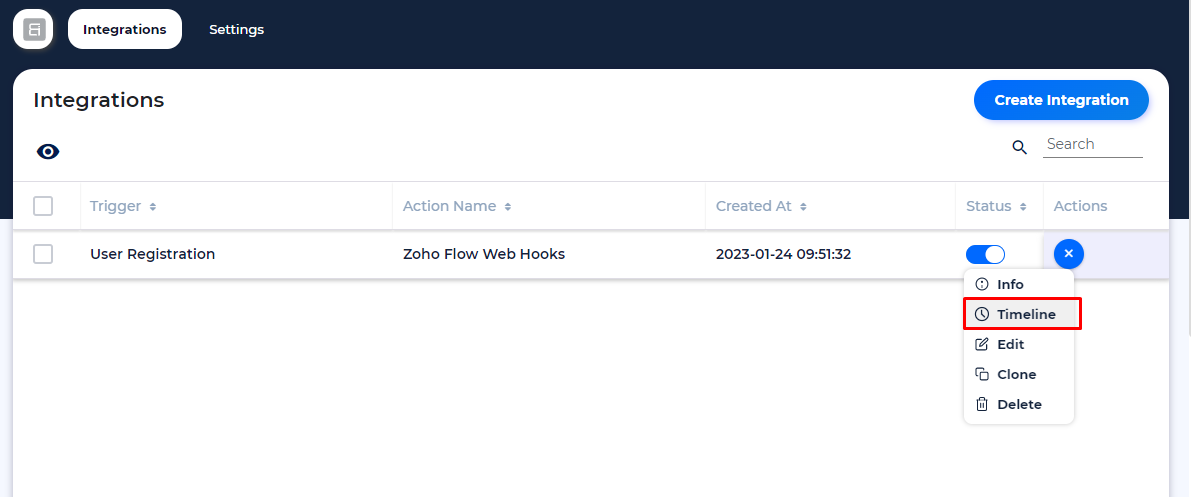 Integrations
Settings
Integrations
Create Integration
Search
Trigger Action Name Created At Status Actions
User Registration Zoho Flow Web Hooks 2023-01-24 09:51:32
Info
Timeline
Edit
Clone
Delete